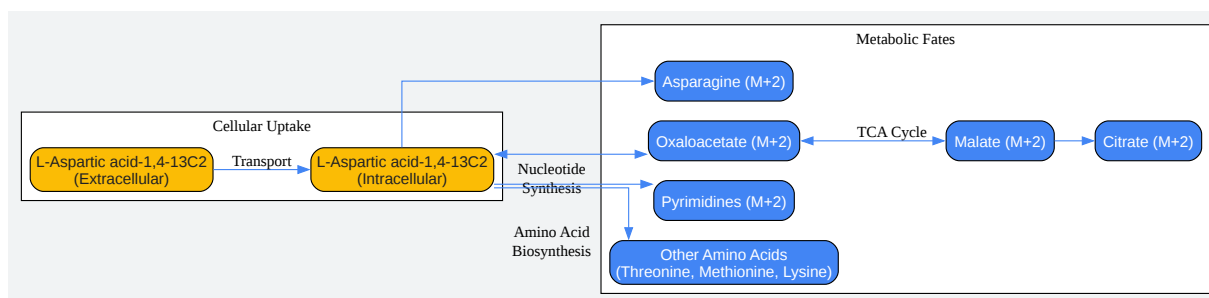 Metabolic Fates
Asparagine (M+2)
Cellular Uptake
L-Aspartic acid-1,4-13C2
(Extracellular)
Transport
L-Aspartic acid-1,4-13C2
(Intracellular)
Oxaloacetate (M+2)
TCA Cycle
Malate (M+2)
Citrate (M+2)
Nucleotide
Synthesis
Pyrimidines (M+2)
Amino Acid
Biosynthesis
Other Amino Acids
(Threonine, Methionine, Lysine)